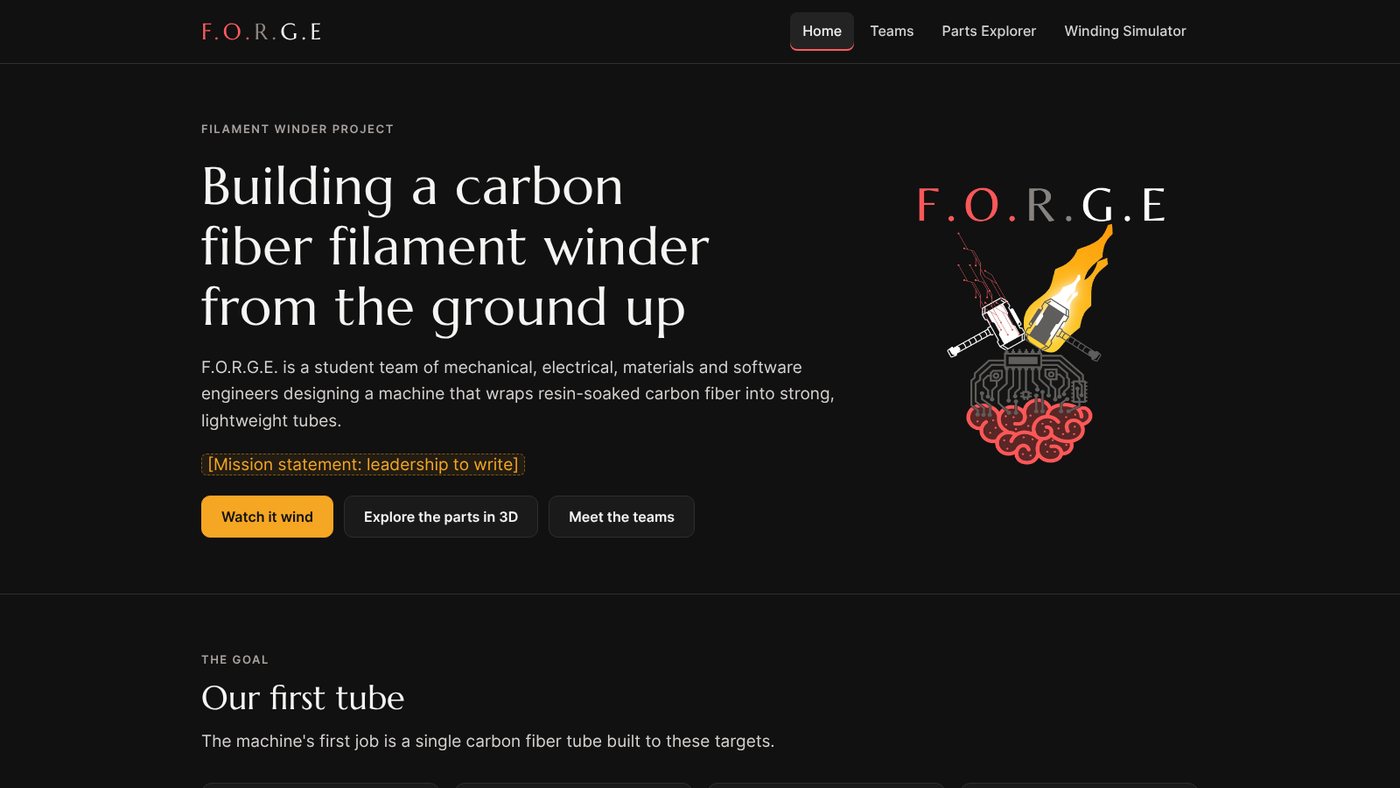 F.O.R.G.E
Home
Teams
Parts Explorer
Winding Simulator
FILAMENT WINDER PROJECT
Building a carbon
fiber filament winder
from the ground up
F.O.R.G.E. is a student team of mechanical, electrical, materials and software
engineers designing a machine that wraps resin-soaked carbon fiber into strong,
lightweight tubes.
[Mission statement: leadership to write]
Watch it wind
Explore the parts in 3D
Meet the teams
F.O.R.G.E
THE GOAL
Our first tube
The machine's first job is a single carbon fiber tube built to these targets.